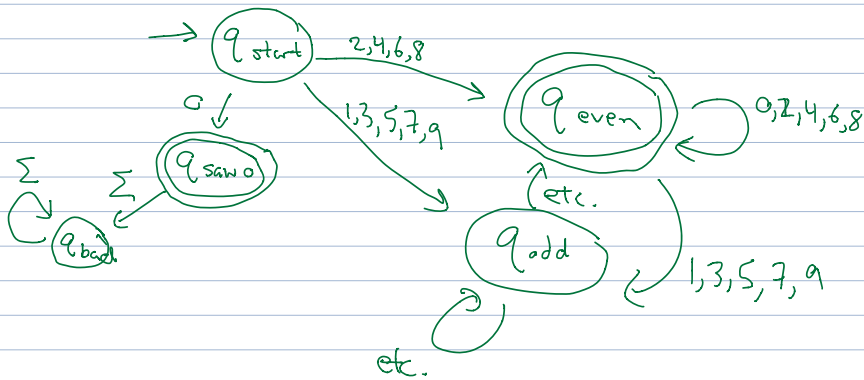 q start
2,4,6,8
0
1,3,5,7,9
q even
0,2,4,6,8
q saw 0
Σ
Σ
q bad
etc.
q odd
1,3,5,7,9
etc.